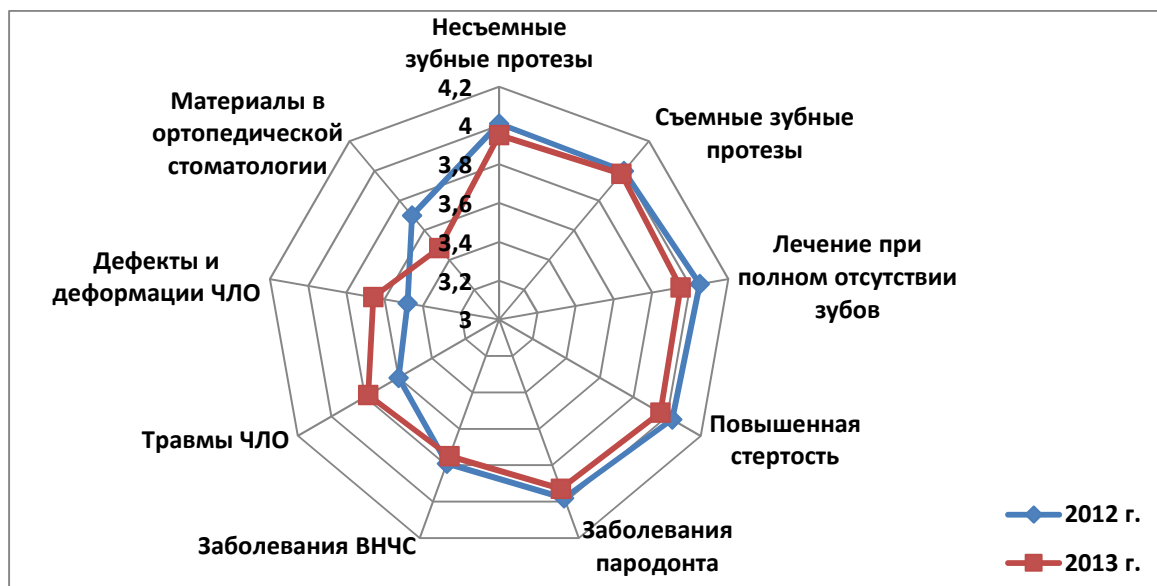 Несъемные
зубные протезы
4,2
4
3,8
3,6
3,4
3,2
3
Съемные зубные
протезы
Лечение при
полном отсутствии
зубов
Повышенная
стертость
Заболевания
пародонта
Заболевания ВНЧС
Травмы ЧЛО
Дефекты и
деформации ЧЛО
Материалы в
ортопедической
стоматологии
2012 г.
2013 г.